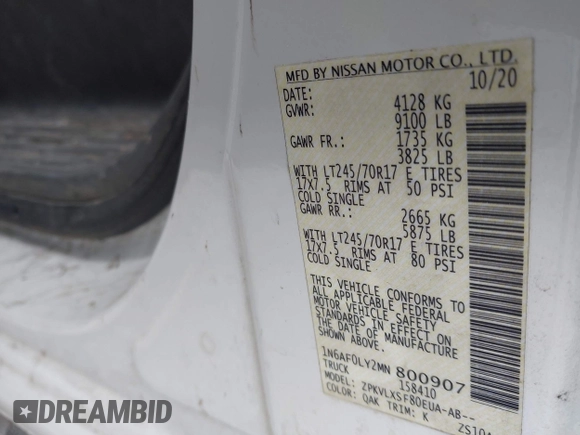 MFD BY NISSAN MOTOR CO., LTD.
DATE: 10/20
GVWR: 4128 KG
9100 LB
GAWR FR.: 1735 KG
3825 LB
WITH LT245/70R17 E TIRES
17X7.5 RIMS AT 50 PSI
COLD SINGLE
GAWR RR.: 2665 KG
5875 LB
WITH LT245/70R17 E TIRES
17X7.5 RIMS AT 80 PSI
COLD SINGLE
THIS VEHICLE CONFORMS TO
ALL APPLICABLE FEDERAL
MOTOR VEHICLE SAFETY
STANDARDS IN EFFECT ON
THE DATE OF MANUFACTURE
SHOWN ABOVE.
1N6AF0LY2MN 800907
TRUCK 158410
MODEL: ZPKVLXSF80EUA-AB--
COLOR: QAK TRIM: K
ZS10
DREAMBID